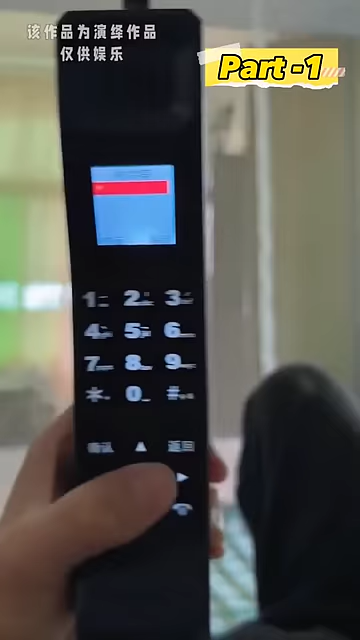 该作品为演绎作品
仅供娱乐
Part -1
1 2 3
4 5 6
7 8 9
* 0 #
确认 ▲ 返回